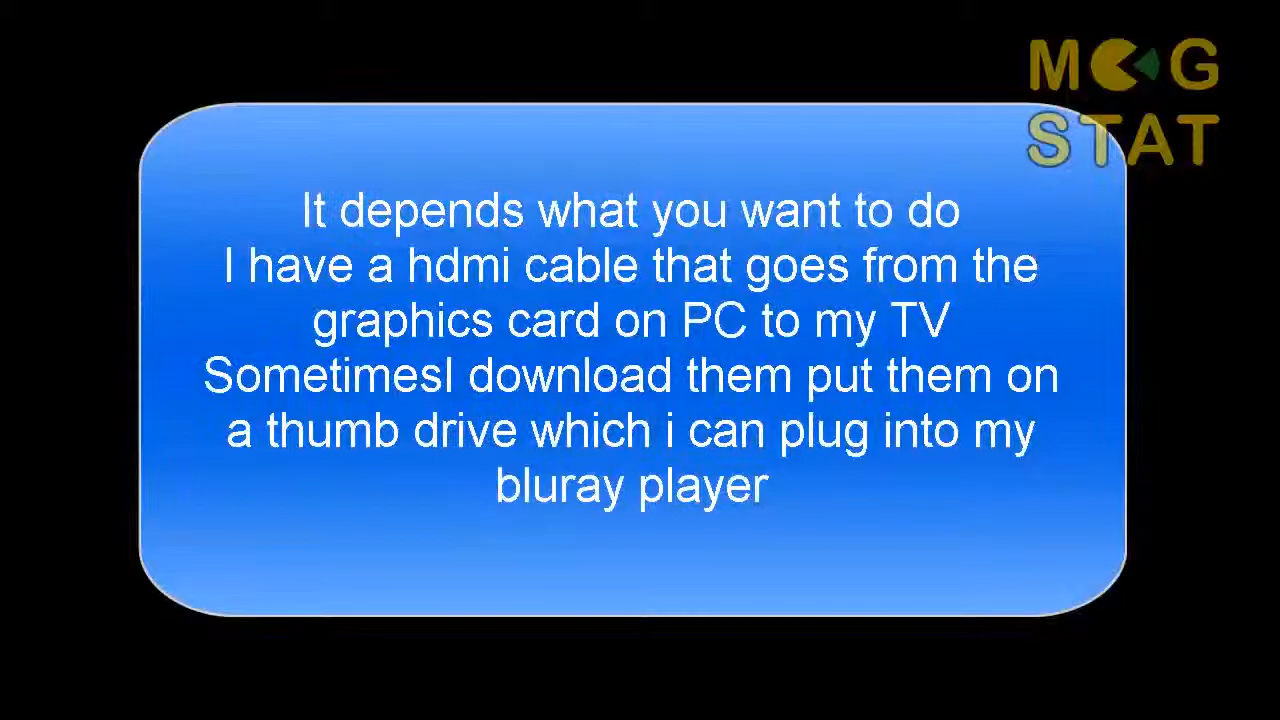 M G
STAT
It depends what you want to do
I have a hdmi cable that goes from the
graphics card on PC to my TV
SometimesI download them put them on
a thumb drive which i can plug into my
bluray player